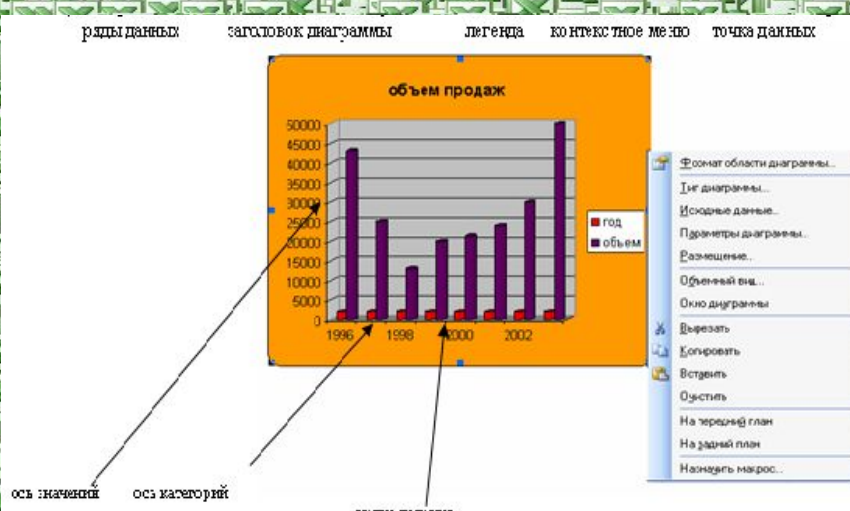 ряды данных заголовок диаграммы легенда контекстное меню точка данных
объем продаж
50000
45000
40000
35000
30000
25000
20000
15000
10000
5000
0
1996 1998 2000 2002
год
объем
Формат области диаграммы...
Тип диаграммы...
Исходные данные...
Параметры диаграммы...
Размещение...
Объемный вид...
Окно диаграммы
Вырезать
Копировать
Вставить
Очистить
На передний план
На задний план
Назначить макрос...
ось значений ось категорий